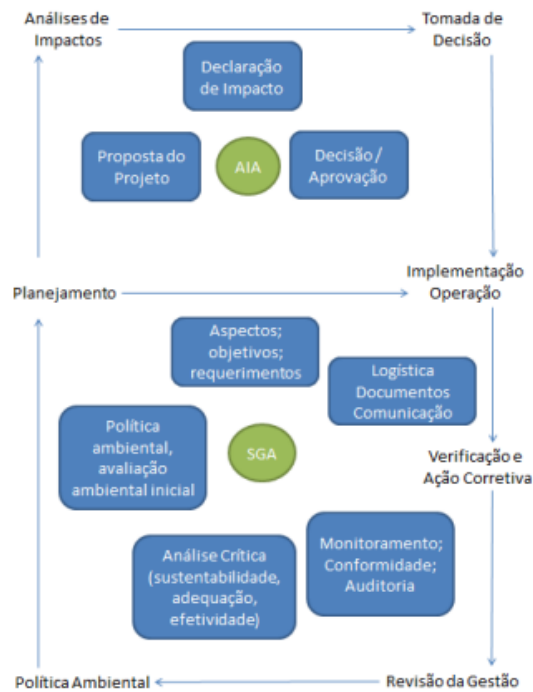 Análises de
Impactos
Tomada de
Decisão
Declaração
de Impacto
Proposta do
Projeto
AIA
Decisão /
Aprovação
Planejamento
Implementação
Operação
Aspectos;
objetivos;
requerimentos
Logística
Documentos
Comunicação
Política
ambiental,
avaliação
ambiental inicial
SGA
Verificação e
Ação Corretiva
Análise Crítica
(sustentabilidade,
adequação,
efetividade)
Monitoramento;
Conformidade;
Auditoria
Política Ambiental
Revisão da Gestão